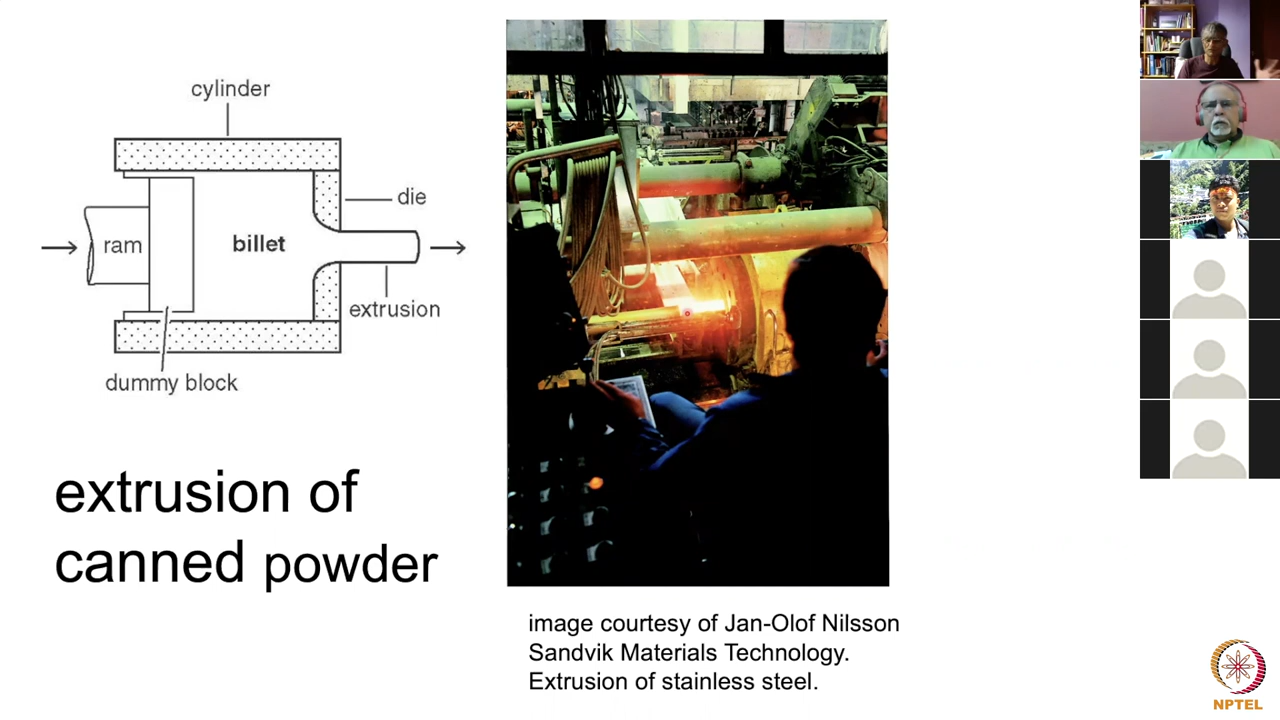 cylinder
die
ram
billet
extrusion
dummy block
extrusion of
canned powder
image courtesy of Jan-Olof Nilsson
Sandvik Materials Technology.
Extrusion of stainless steel.
NPTEL